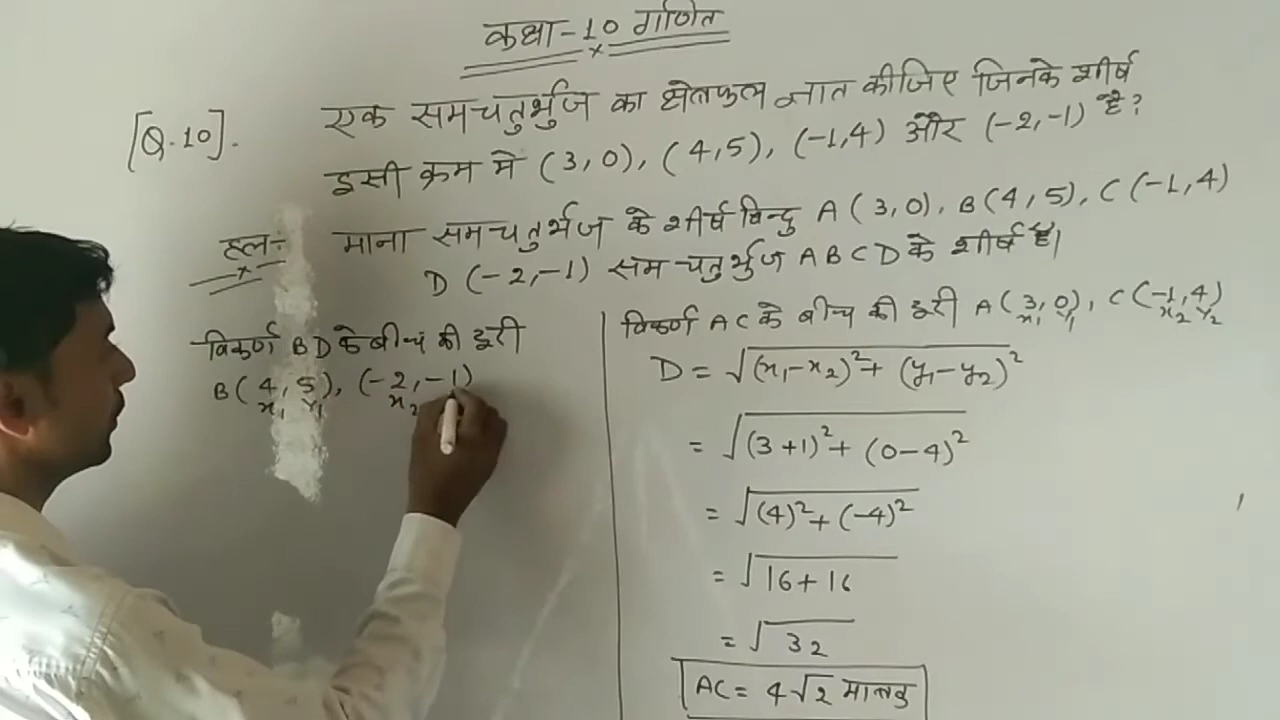 कक्षा-10 गणित
[Q.10]. एक समचतुर्भुज का क्षेत्रफल ज्ञात कीजिए जिनके शीर्ष
इसी क्रम मे (3,0), (4,5), (-1,4) और (-2,-1) है?
हल÷ माना समचतुर्भुज के शीर्ष बिन्दु A(3,0), B(4,5), C(-1,4)
D(-2,-1) समचतुर्भुज ABCD के शीर्ष है।
विकर्ण BD के बीच की दूरी
B(4,5), (-2,-1)
x₁ y₁ x₂
विकर्ण AC के बीच की दूरी A(3,0), C(-1,4)
x₁ y₁ x₂ y₂
D = √(x₁-x₂)²+(y₁-y₂)²
= √(3+1)²+(0-4)²
= √(4)²+(-4)²
= √16+16
= √32
AC = 4√2 मात्रक